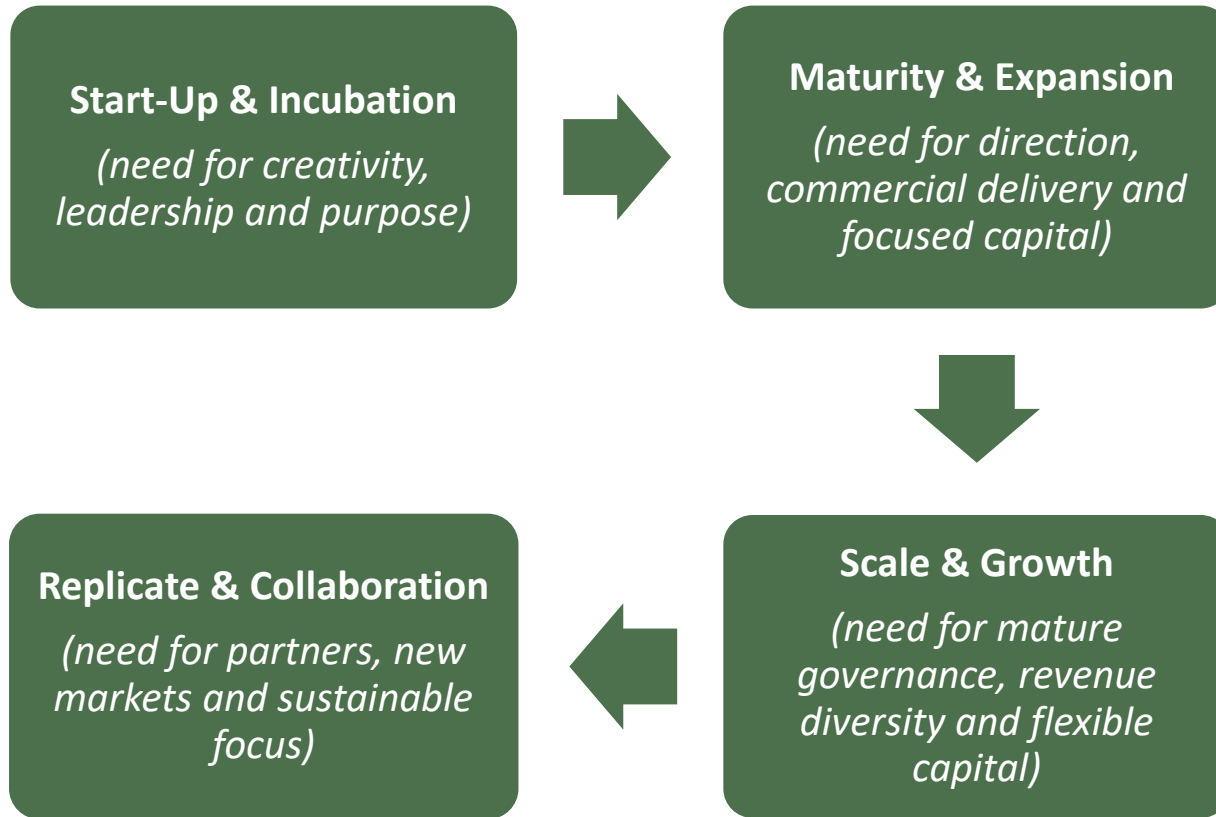 Start-Up & Incubation
(need for creativity,
leadership and purpose)
Maturity & Expansion
(need for direction,
commercial delivery and
focused capital)
Scale & Growth
(need for mature
governance, revenue
diversity and flexible
capital)
Replicate & Collaboration
(need for partners, new
markets and sustainable
focus)